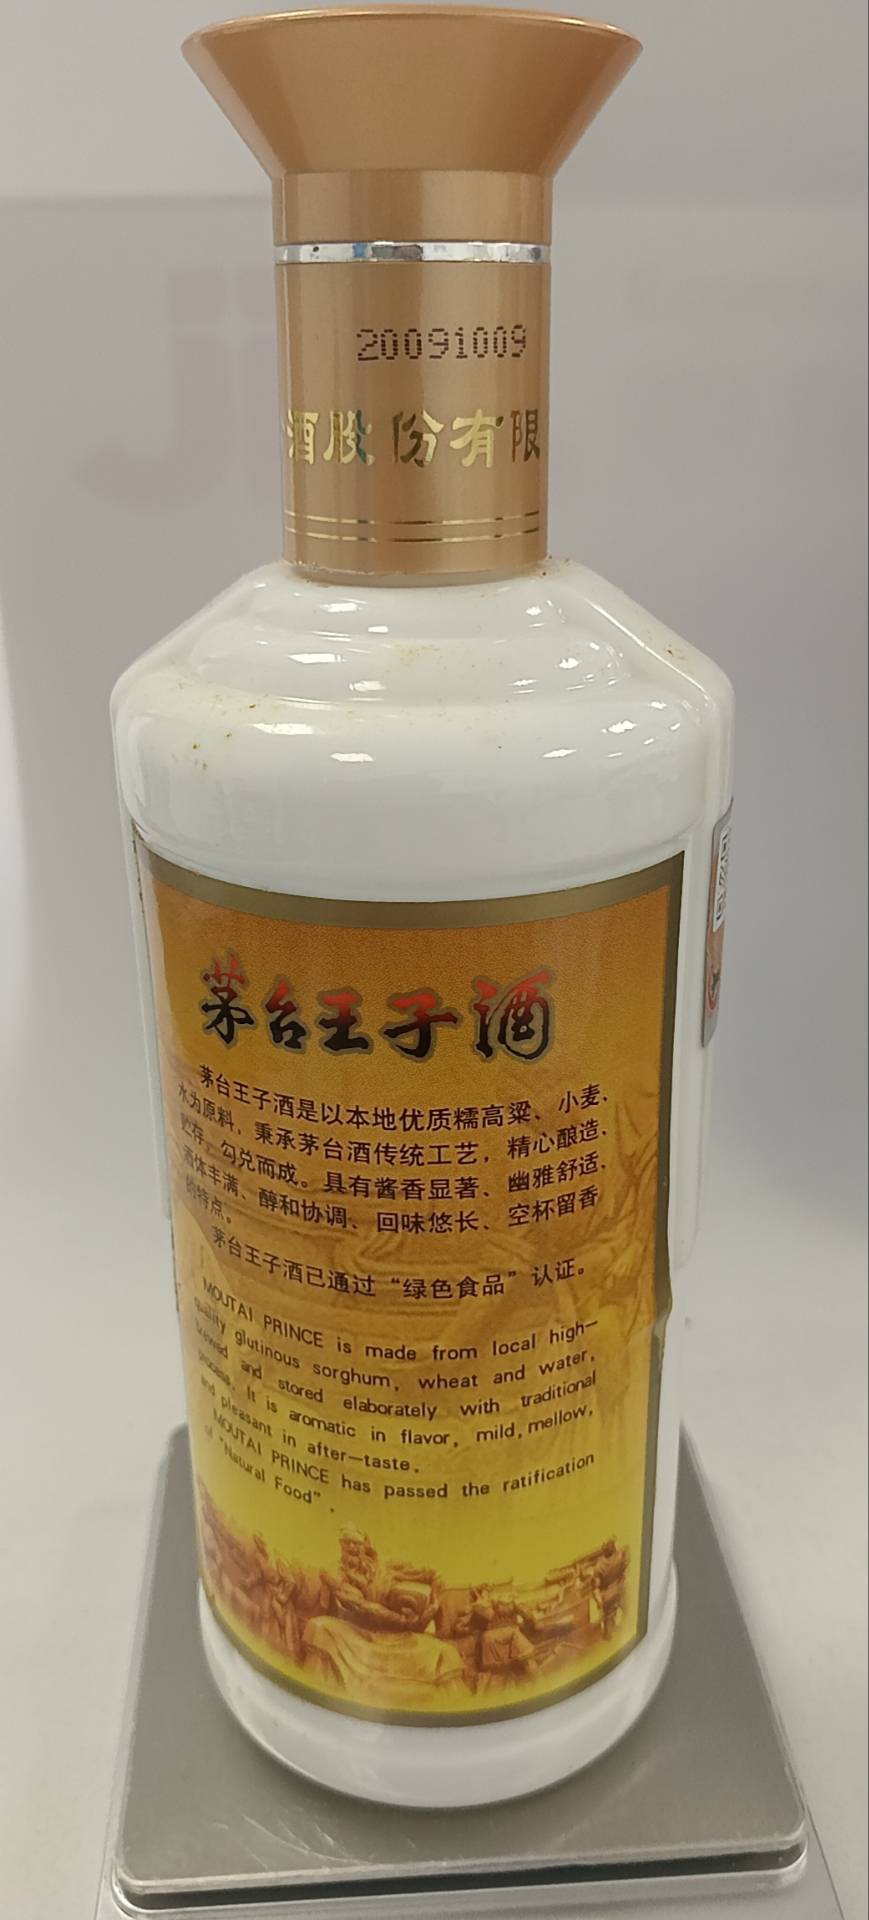 20091009
酒股份有限
茅台王子酒
茅台王子酒是以本地优质糯高粱、小麦、
水为原料，秉承茅台酒传统工艺，精心酿造、
贮存、勾兑而成。具有酱香显著、幽雅舒适、
酒体丰满、醇和协调、回味悠长、空杯留香
的特点。
茅台王子酒已通过“绿色食品”认证。
MOUTAI PRINCE is made from local high-
quality glutinous sorghum, wheat and water,
brewed and stored elaborately with traditional
process. It is aromatic in flavor, mild, mellow,
and pleasant in after-taste.
MOUTAI PRINCE has passed the ratification
of "Natural Food".